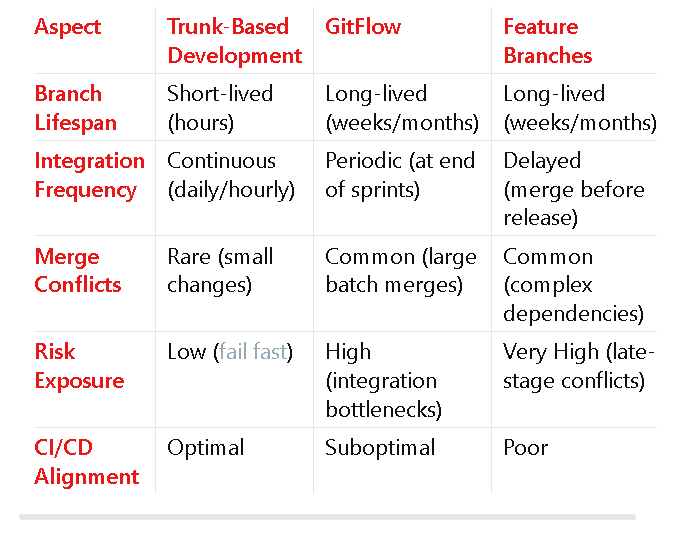 Aspect
Trunk-Based
Development
GitFlow
Feature
Branches
Branch
Lifespan
Short-lived
(hours)
Long-lived
(weeks/months)
Long-lived
(weeks/months)
Integration
Frequency
Continuous
(daily/hourly)
Periodic (at end
of sprints)
Delayed
(merge before
release)
Merge
Conflicts
Rare (small
changes)
Common (large
batch merges)
Common
(complex
dependencies)
Risk
Exposure
Low (fail fast)
High
(integration
bottlenecks)
Very High (late-
stage conflicts)
CI/CD
Alignment
Optimal
Suboptimal
Poor